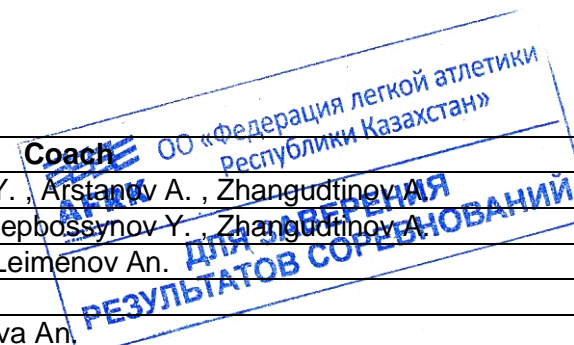 ОО «Федерация легкой атлетики
Республики Казахстан»
АГКК
ДЛЯ ЗАВЕРЕНИЯ
РЕЗУЛЬТАТОВ СОРЕВНОВАНИЙ
Coach
Y. , Arstanov A. , Zhangudtinov A.
epbossynov Y. , Zhangudtinov A.
Leimenov An.
va An.